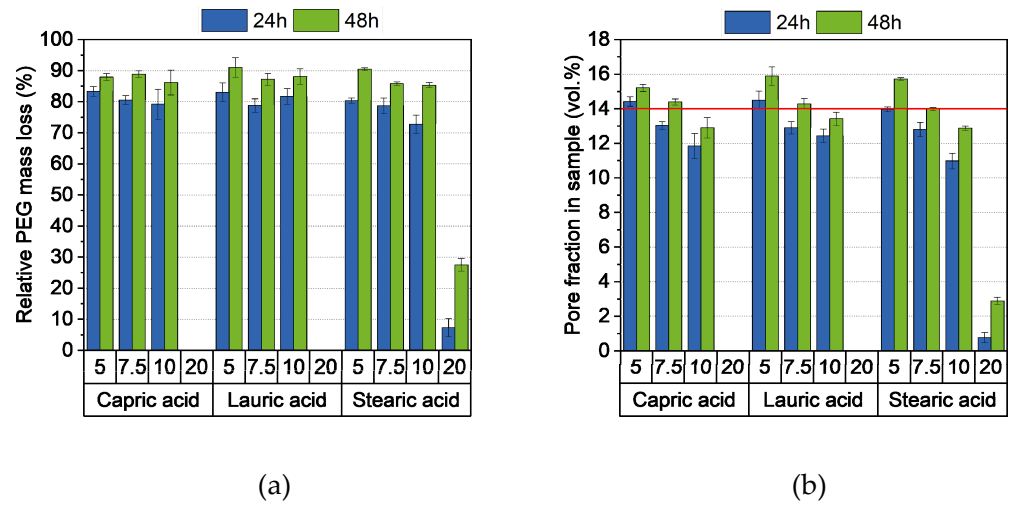 24h 48h
Relative PEG mass loss (%)
100
90
80
70
60
50
40
30
20
10
0
5 7.5 10 20 5 7.5 10 20 5 7.5 10 20
Capric acid Lauric acid Stearic acid
(a)
24h 48h
Pore fraction in sample (vol.%)
18
16
14
12
10
8
6
4
2
0
5 7.5 10 20 5 7.5 10 20 5 7.5 10 20
Capric acid Lauric acid Stearic acid
(b)